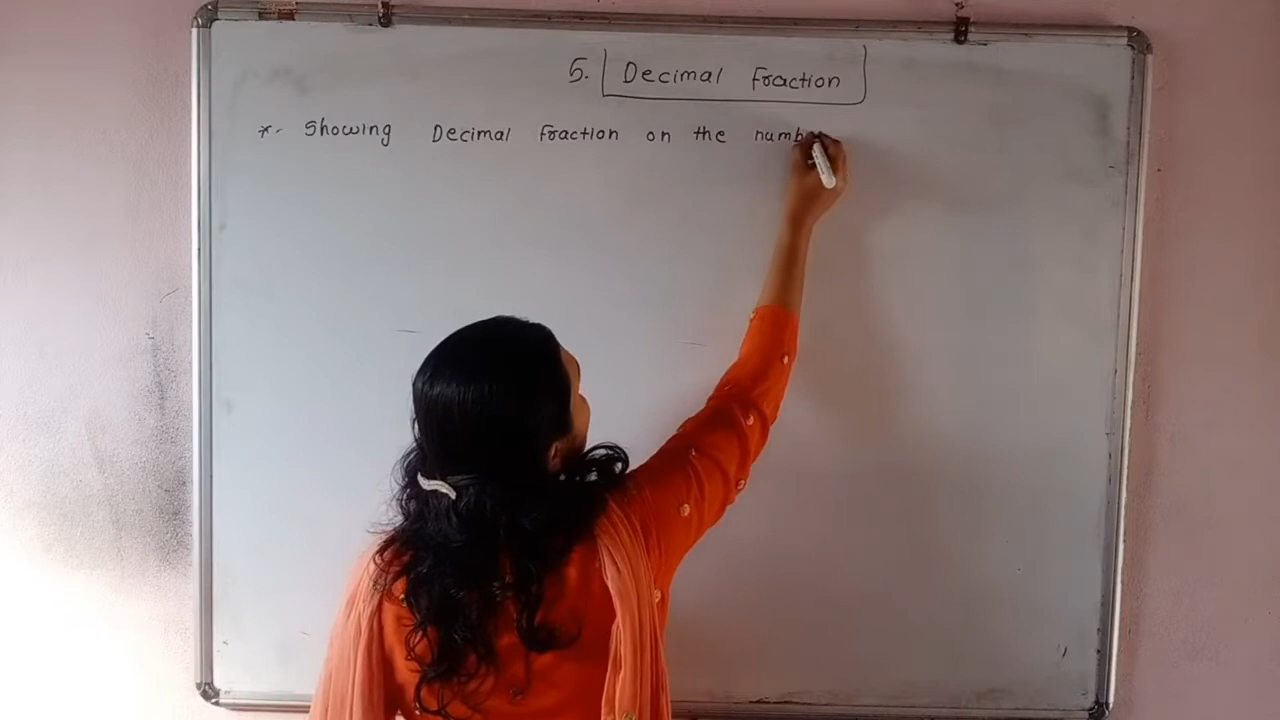 5. Decimal Fraction
*. Showing Decimal Fraction on the numb